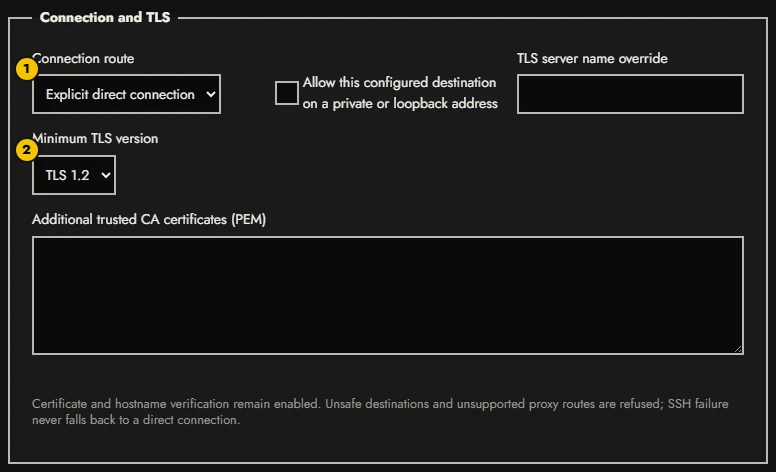 Connection and TLS
Connection route
1
Explicit direct connection
Allow this configured destination
on a private or loopback address
TLS server name override
Minimum TLS version
2
TLS 1.2
Additional trusted CA certificates (PEM)
Certificate and hostname verification remain enabled. Unsafe destinations and unsupported proxy routes are refused; SSH failure
never falls back to a direct connection.